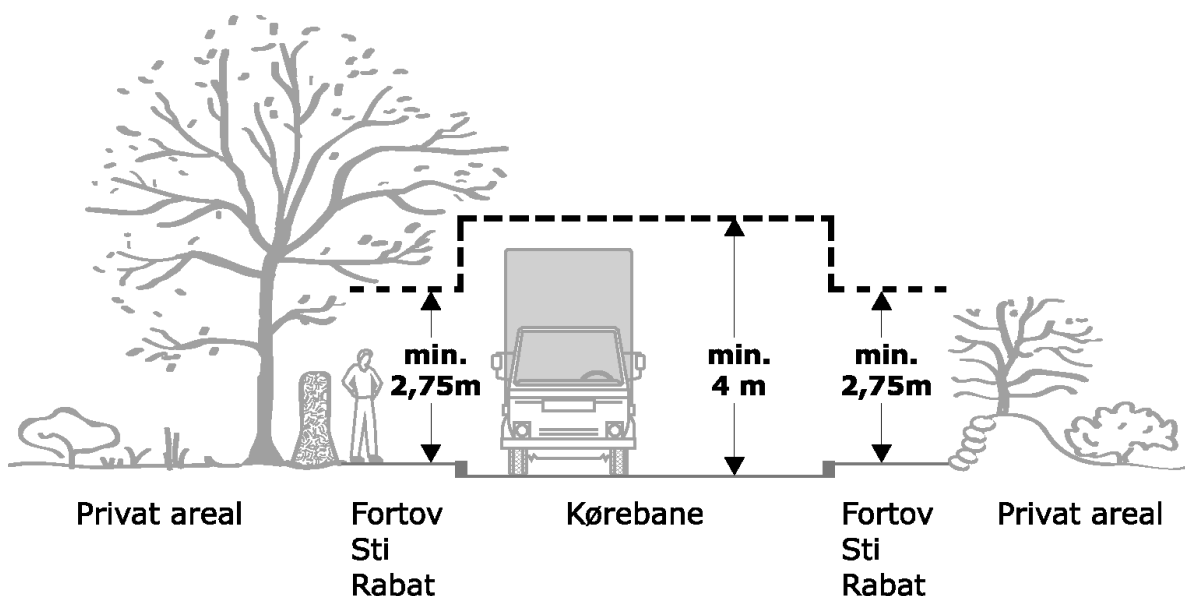 min.
2,75m
min.
4 m
min.
2,75m
Privat areal
Fortov
Sti
Rabat
Kørebane
Fortov
Sti
Rabat
Privat areal